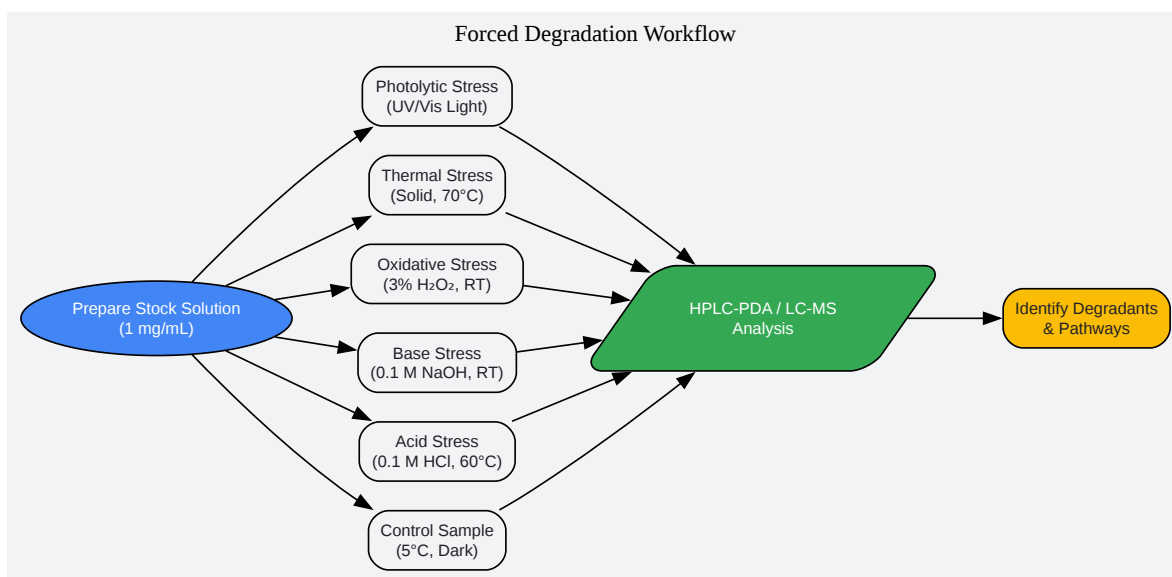 Forced Degradation Workflow
Photolytic Stress
(UV/Vis Light)
Thermal Stress
(Solid, 70°C)
Oxidative Stress
(3% H₂O₂, RT)
Prepare Stock Solution
(1 mg/mL)
HPLC-PDA / LC-MS
Analysis
Identify Degradants
& Pathways
Base Stress
(0.1 M NaOH, RT)
Acid Stress
(0.1 M HCl, 60°C)
Control Sample
(5°C, Dark)